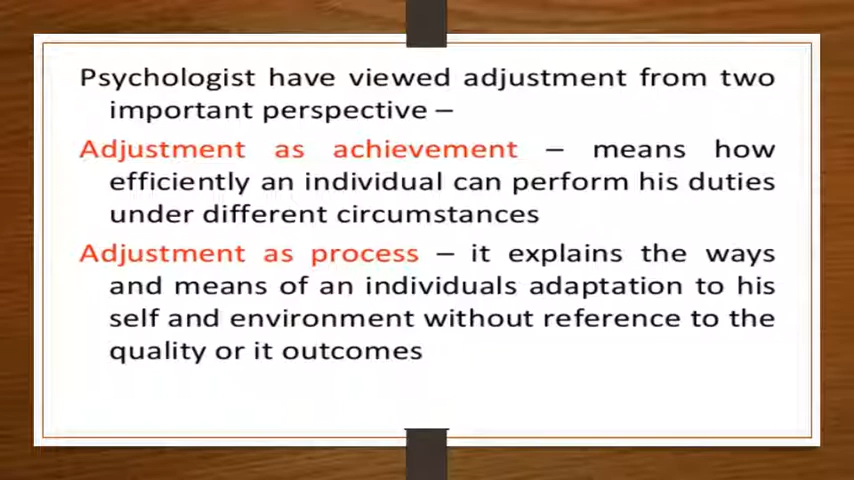 Psychologist have viewed adjustment from two
important perspective –
Adjustment as achievement – means how
efficiently an individual can perform his duties
under different circumstances
Adjustment as process – it explains the ways
and means of an individuals adaptation to his
self and environment without reference to the
quality or it outcomes